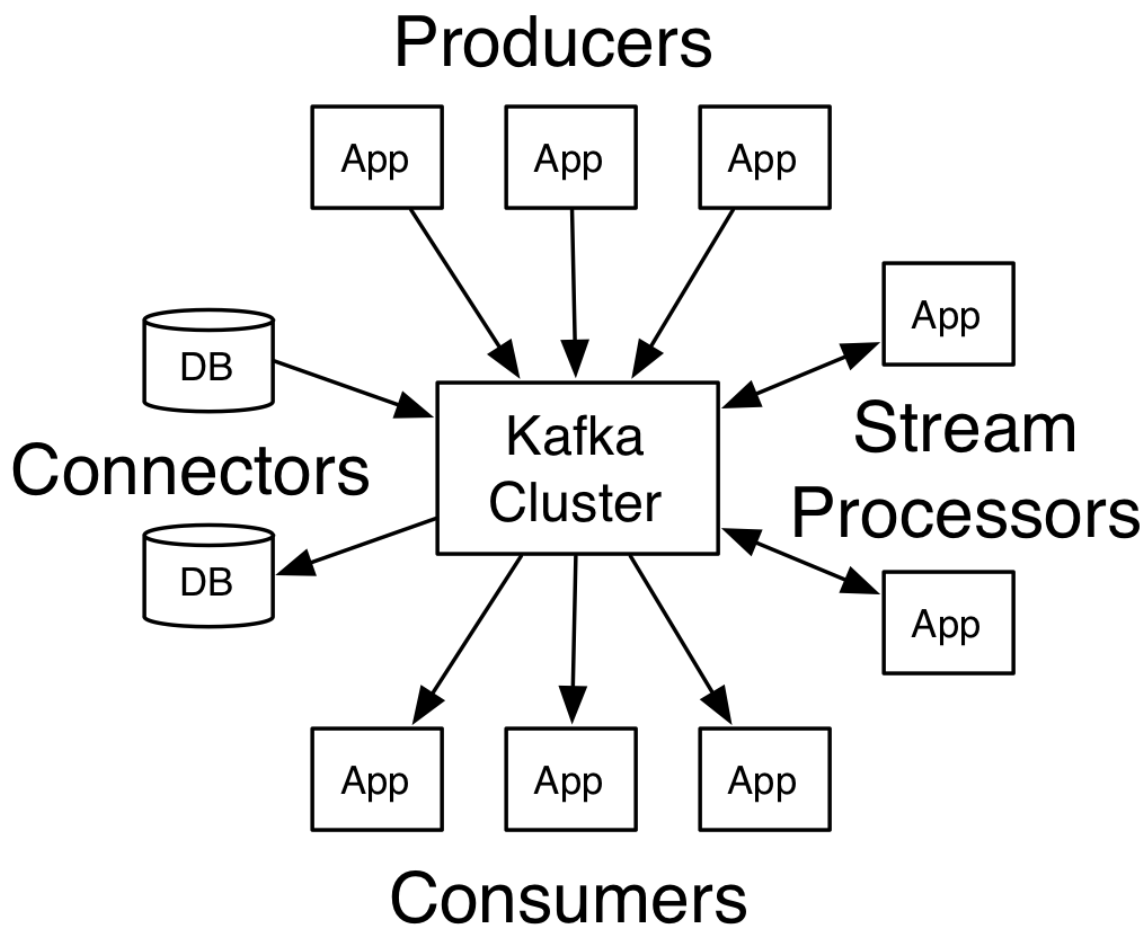 Producers
App
App
App
App
DB
Kafka
Cluster
Stream
Processors
Connectors
DB
App
App
App
App
Consumers